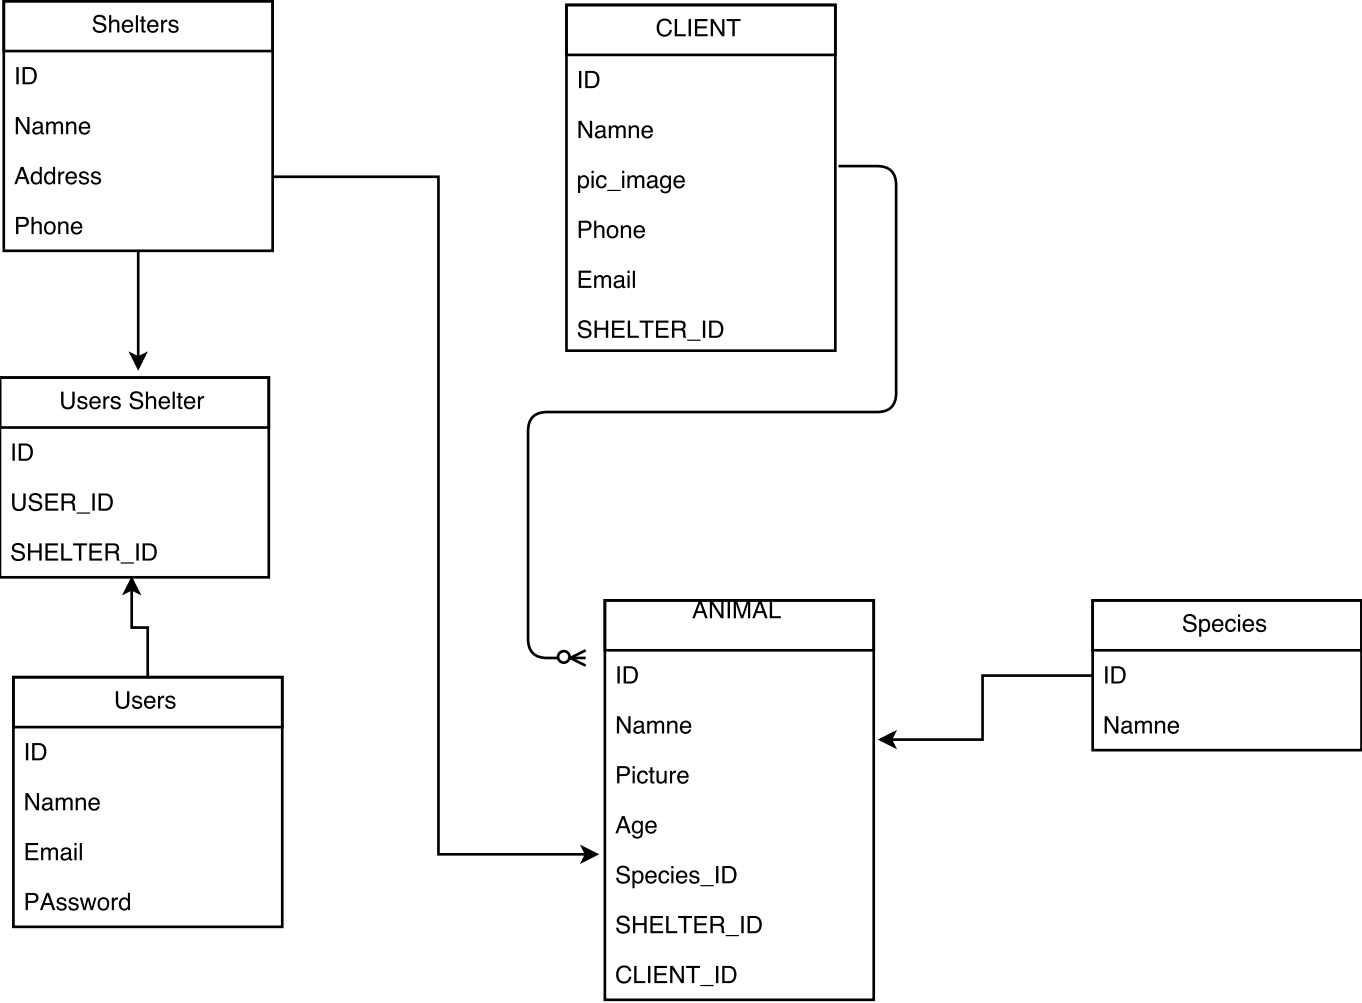 Shelters
ID
Namne
Address
Phone
CLIENT
ID
Namne
pic_image
Phone
Email
SHELTER_ID
Users Shelter
ID
USER_ID
SHELTER_ID
Users
ID
Namne
Email
PAssword
ANIMAL
ID
Namne
Picture
Age
Species_ID
SHELTER_ID
CLIENT_ID
Species
ID
Namne